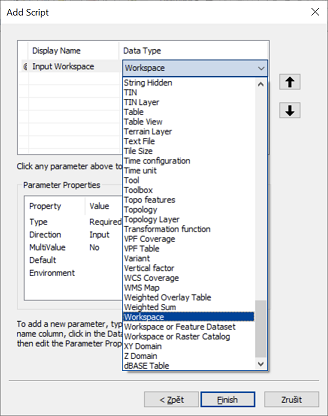 Add Script
Display Name
Data Type
Input Workspace
Workspace
String Hidden
TIN
TIN Layer
Table
Table View
Terrain Layer
Text File
Tile Size
Time configuration
Time unit
Tool
Toolbox
Topo features
Topology
Topology Layer
Transformation function
VPF Coverage
VPF Table
Variant
Vertical factor
WCS Coverage
WMS Map
Weighted Overlay Table
Weighted Sum
Workspace
Workspace or Feature Dataset
Workspace or Raster Catalog
XY Domain
Z Domain
dBASE Table
Click any parameter above to
Parameter Properties
Property
Value
Type
Required
Direction
Input
MultiValue
No
Default
Environment
To add a new parameter, typ
name column, click in the Data
then edit the Parameter Prop
< Zpět
Finish
Zrušit